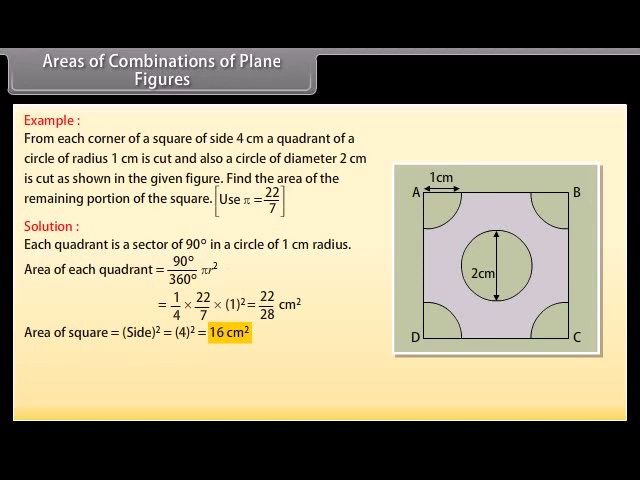 Areas of Combinations of Plane
Figures
Example :
From each corner of a square of side 4 cm a quadrant of a
circle of radius 1 cm is cut and also a circle of diameter 2 cm
is cut as shown in the given figure. Find the area of the
remaining portion of the square. [Use π = 22/7]
Solution :
Each quadrant is a sector of 90° in a circle of 1 cm radius.
Area of each quadrant = 90°/360° πr²
= 1/4 × 22/7 × (1)² = 22/28 cm²
Area of square = (Side)² = (4)² = 16 cm²
1cm
A
B
2cm
D
C